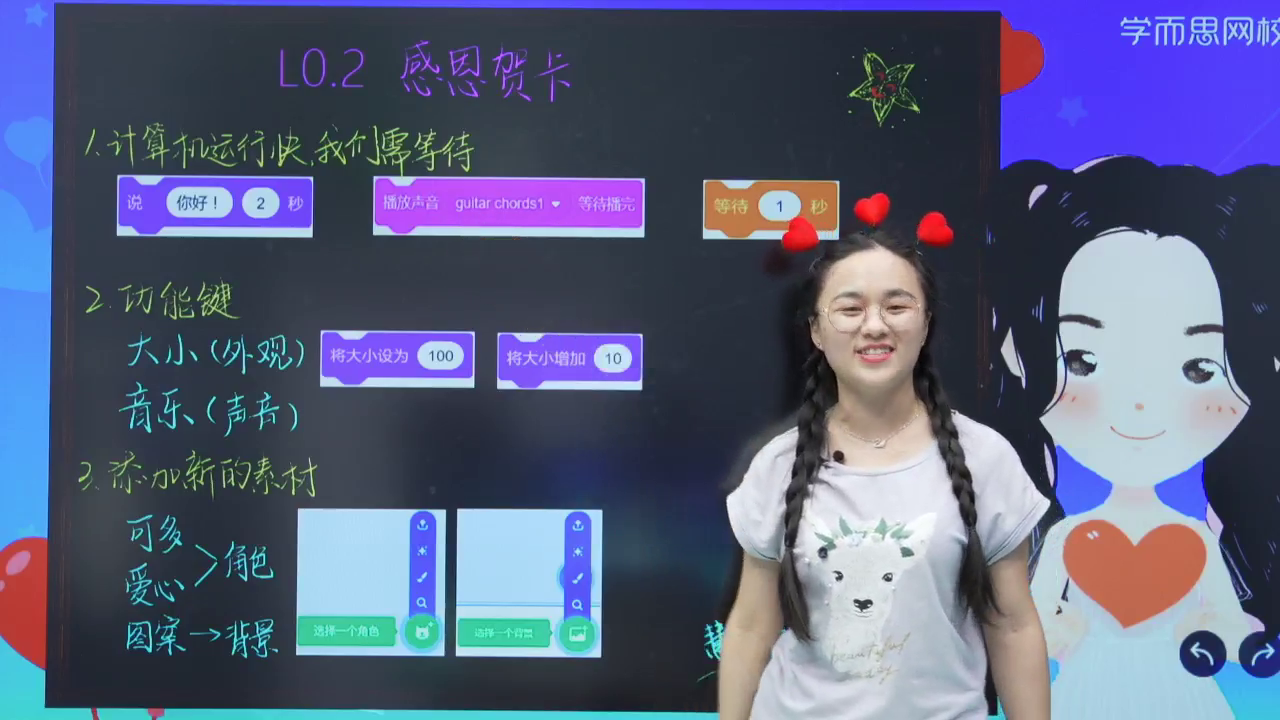 学而思网校
L0.2 感恩贺卡
1.计算机运行快,我们需等待
说 你好！ 2 秒
播放声音 guitar chords1 等待播完
等待 1 秒
2.功能键
大小(外观)
将大小设为 100
将大小增加 10
音乐(声音)
3.添加新的素材
可多
爱心 > 角色
图案→背景
选择一个角色
选择一个背景
beautiful